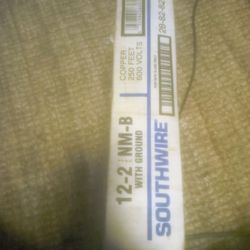 COPPER
250 FEET
600 VOLTS
12-2 NM-B
WITH GROUND
SOUTHWIRE